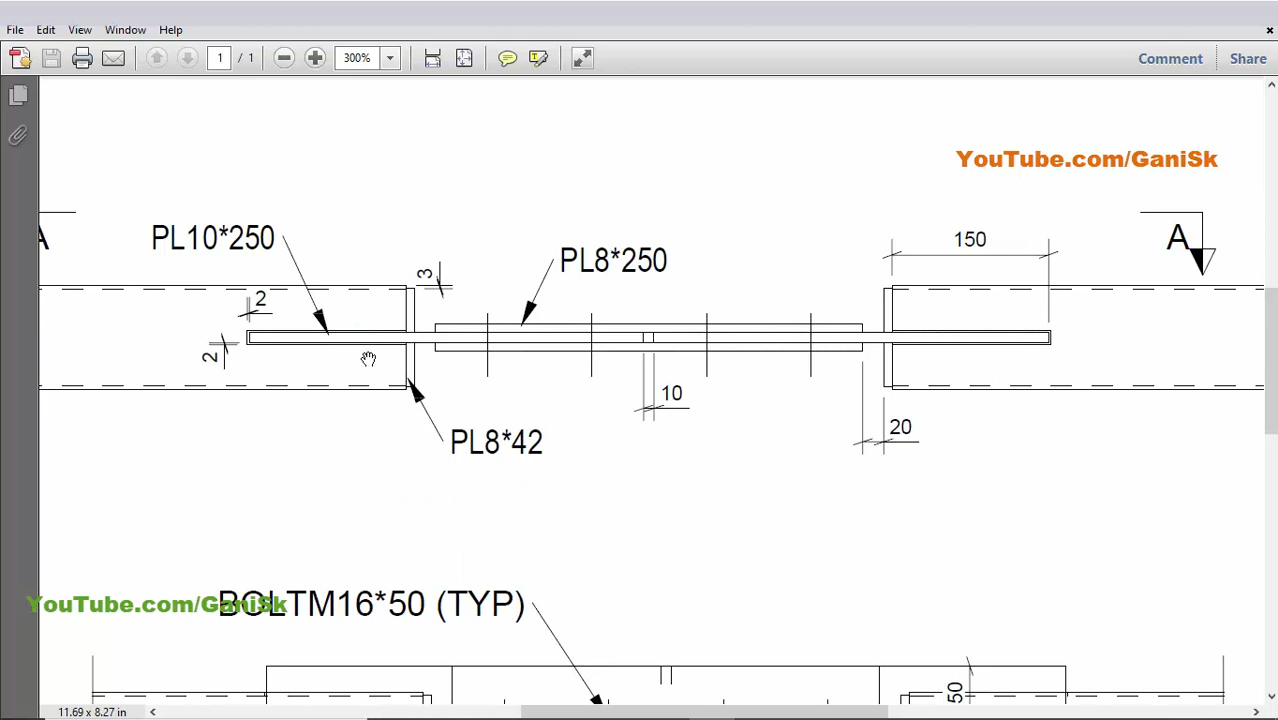 File Edit View Window Help
1 / 1
300%
Comment
Share
YouTube.com/GaniSk
A
PL10*250
PL8*250
150
A
3
2
2
10
20
PL8*42
YouTube.com/GaniSk
BOLTM16*50 (TYP)
50
11.69 x 8.27 in